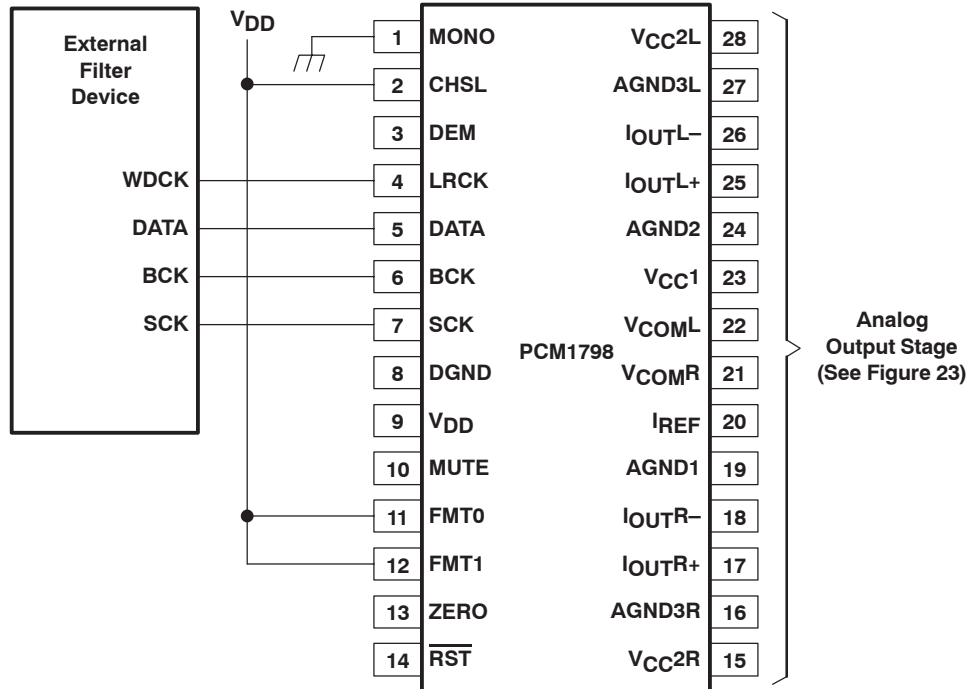 External
Filter
Device
WDCK
DATA
BCK
SCK
VDD
1 MONO
2 CHSL
3 DEM
4 LRCK
5 DATA
6 BCK
7 SCK
8 DGND
9 VDD
10 MUTE
11 FMT0
12 FMT1
13 ZERO
14 RST
PCM1798
VCC2L 28
AGND3L 27
IOUTL– 26
IOUTL+ 25
AGND2 24
VCC1 23
VCOML 22
VCOMR 21
IREF 20
AGND1 19
IOUTR– 18
IOUTR+ 17
AGND3R 16
VCC2R 15
Analog
Output Stage
(See Figure 23)